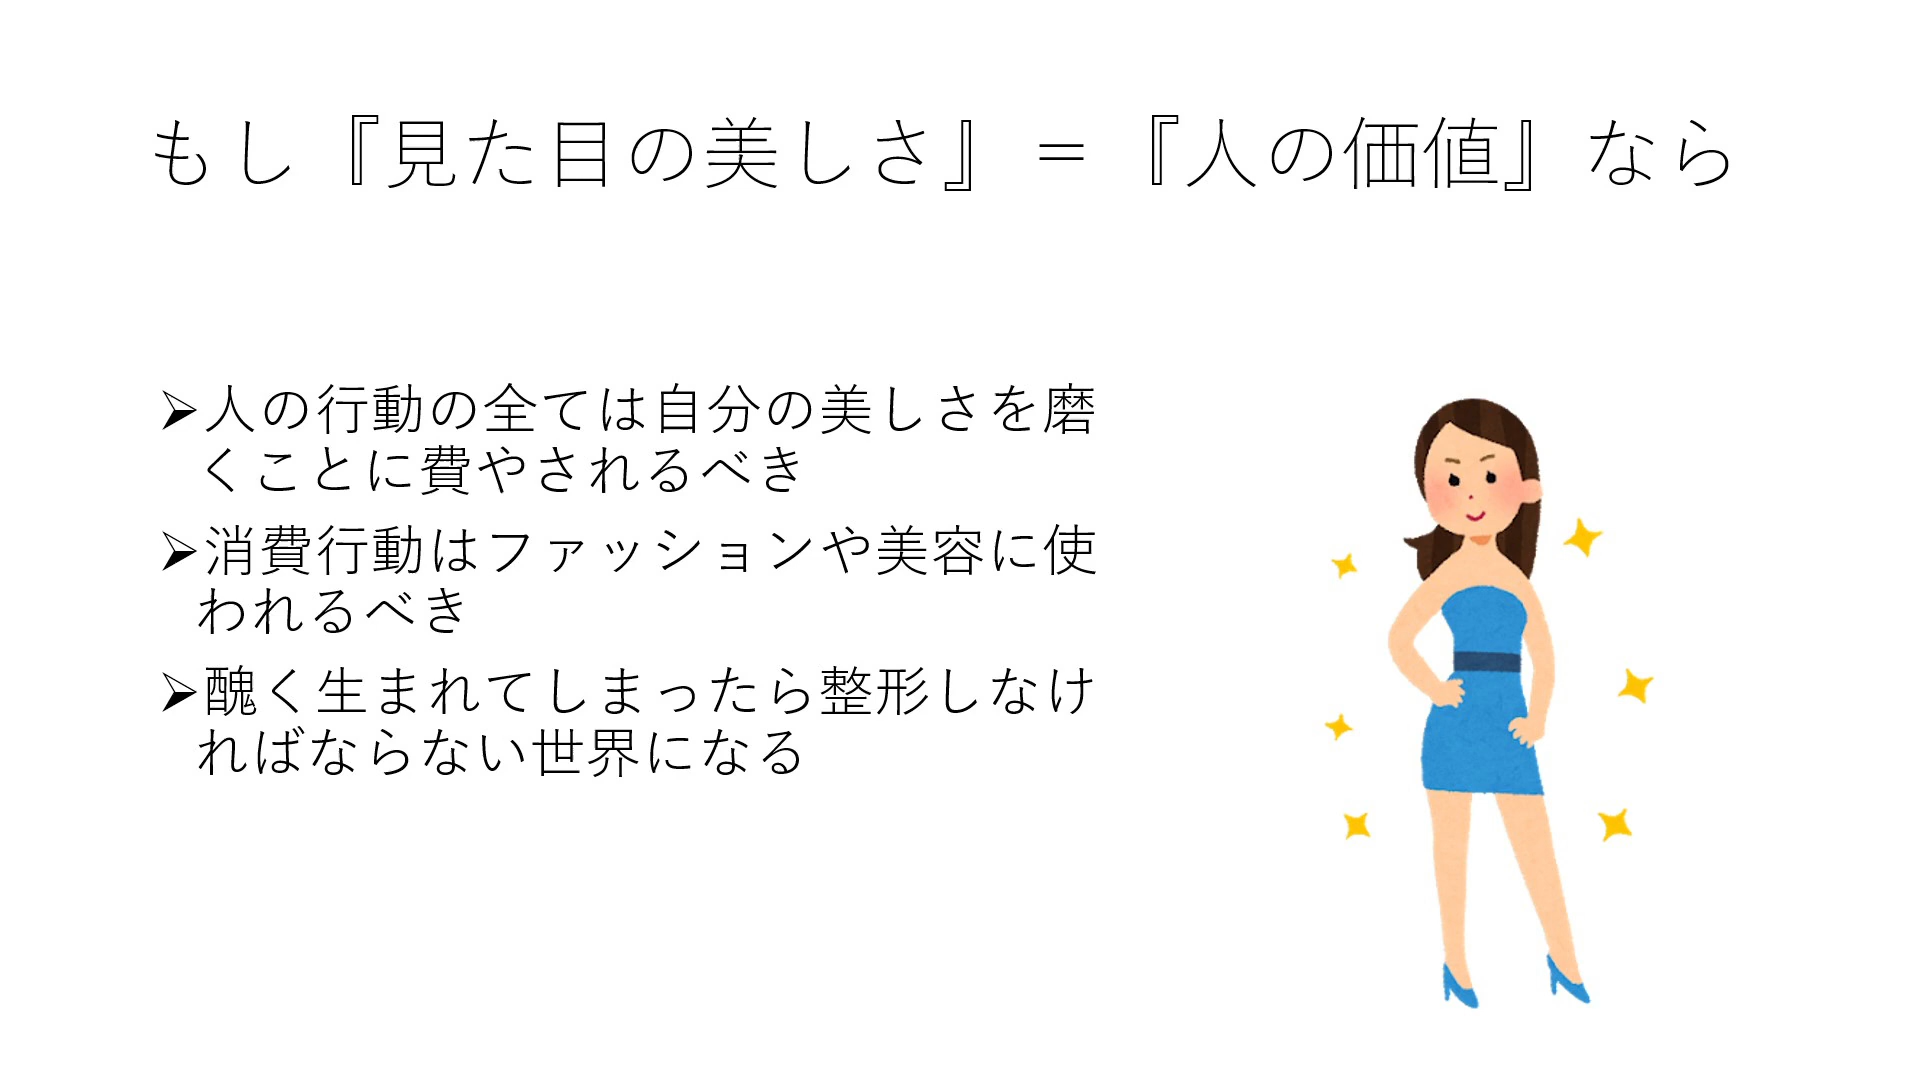 もし『見た目の美しさ』＝『人の価値』なら
➢人の行動の全ては自分の美しさを磨
くことに費やされるべき
➢消費行動はファッションや美容に使
われるべき
➢醜く生まれてしまったら整形しなけ
ればならない世界になる